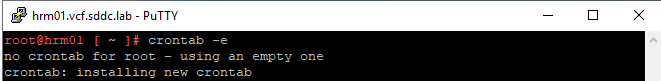 hrm01.vcf.sddc.lab - PuTTY
root@hrm01 [ ~ ]# crontab -e
no crontab for root - using an empty one
crontab: installing new crontab